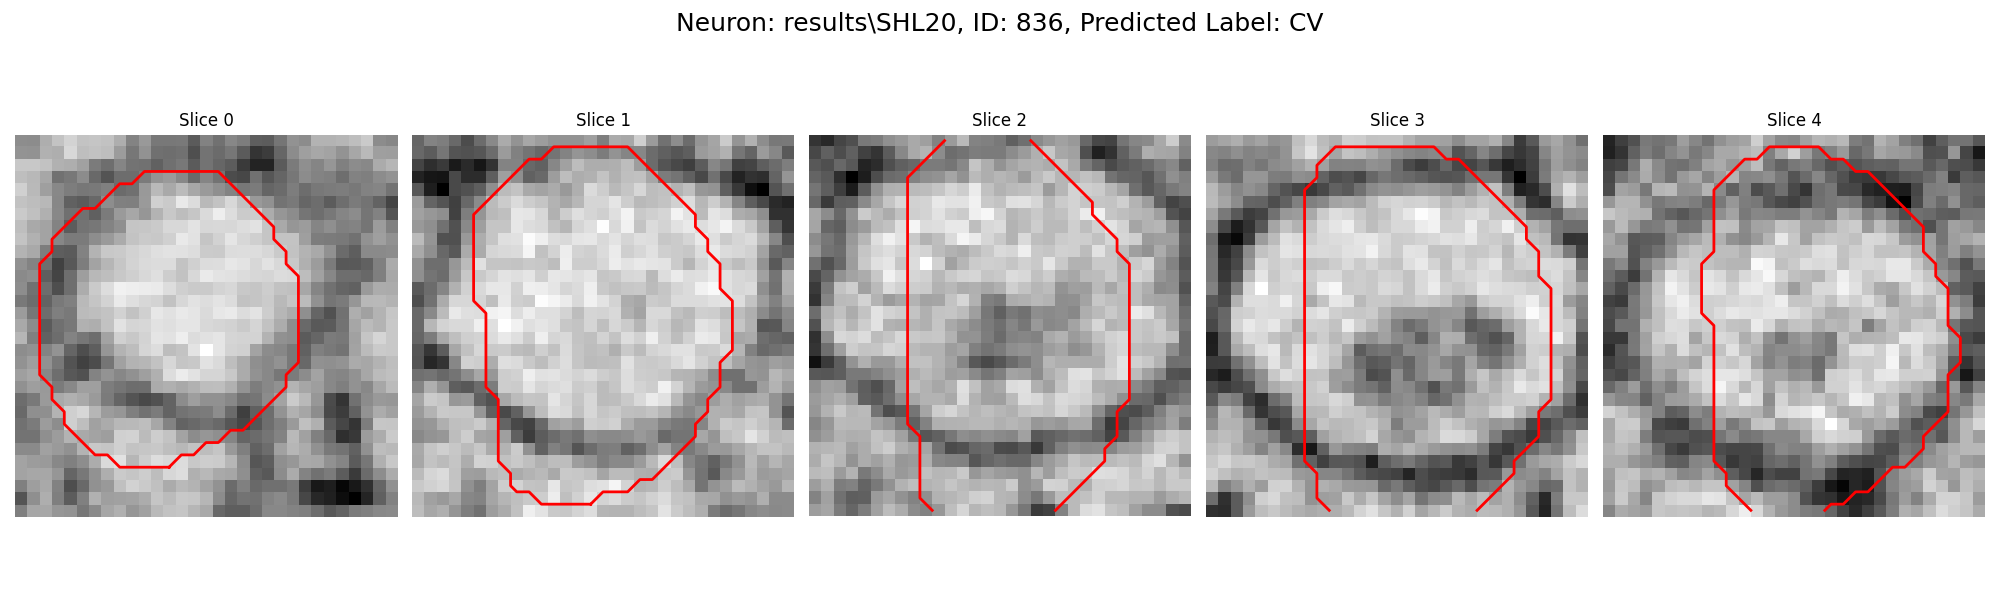 Neuron: results\SHL20, ID: 836, Predicted Label: CV
Slice 0
Slice 1
Slice 2
Slice 3
Slice 4